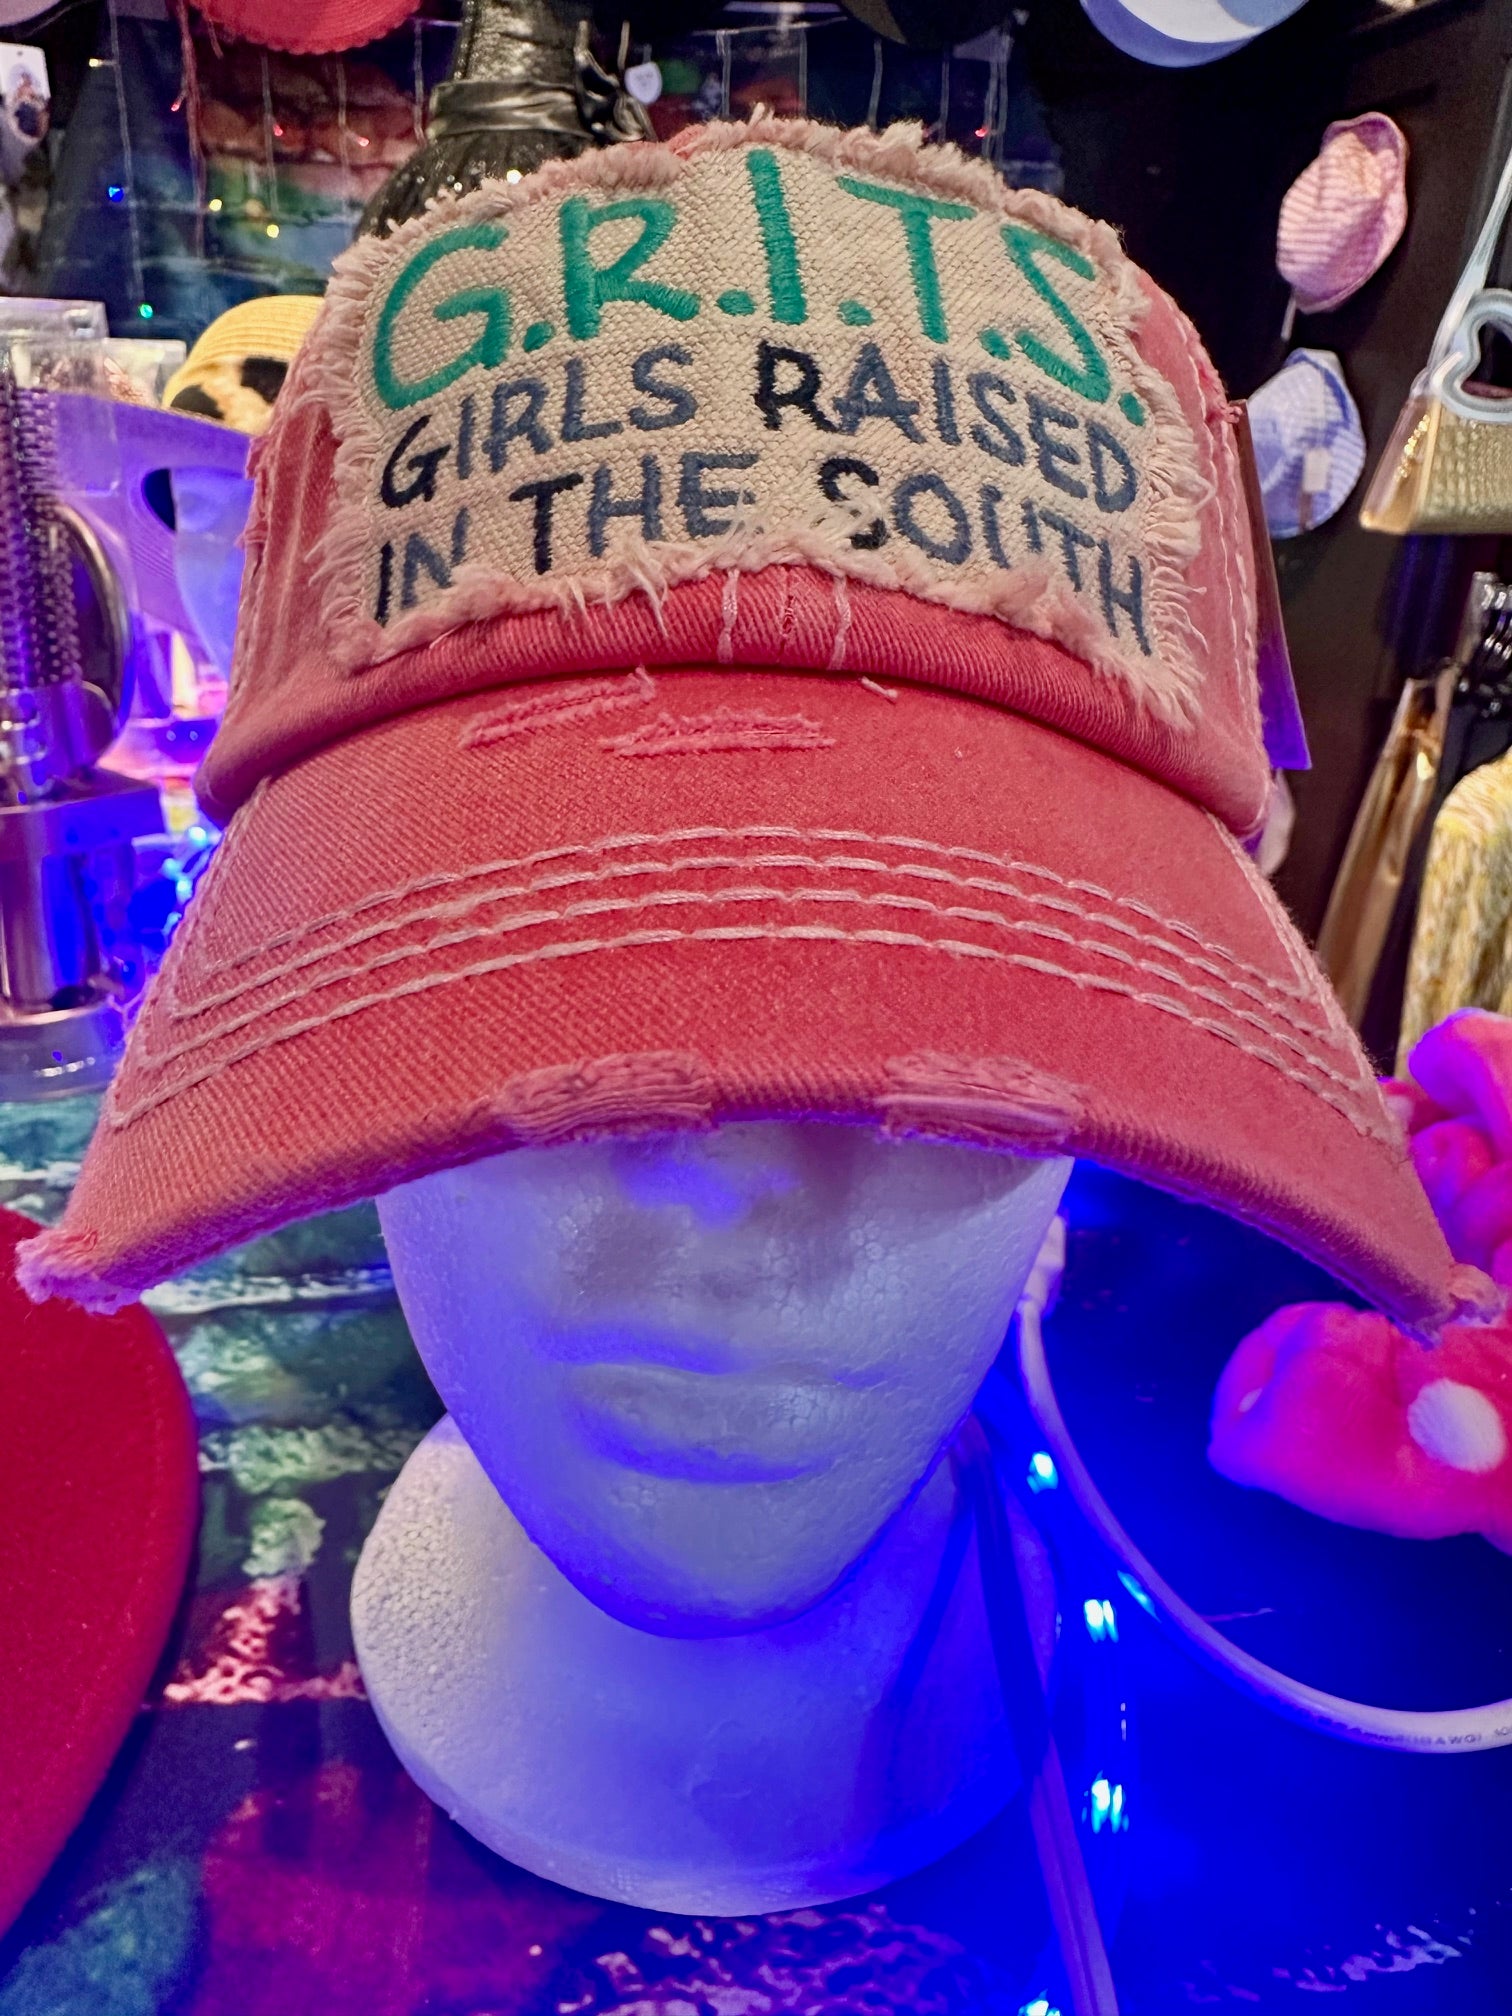 G.R.I.T.S.
GIRLS RAISED
IN THE SOUTH